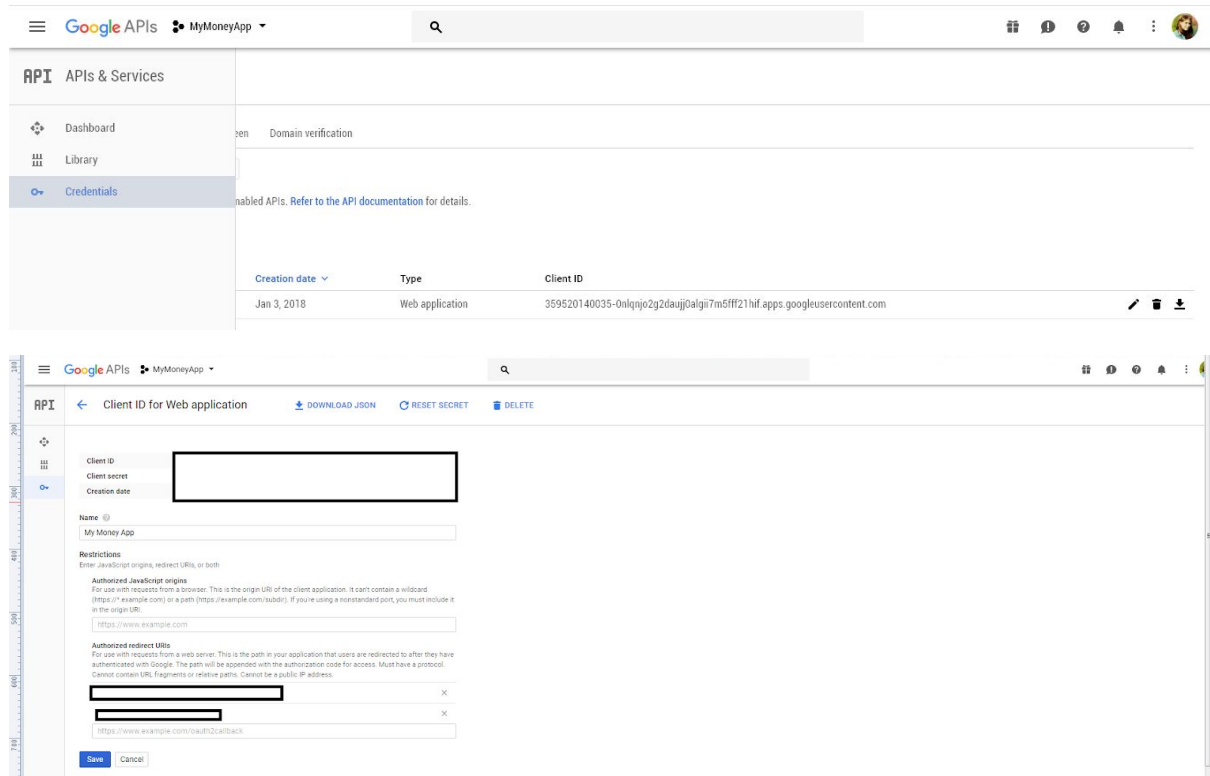 Google APIs MyMoneyApp
API APIs & Services
Dashboard
een Domain verification
Library
Credentials
nabled APIs. Refer to the API documentation for details.
Creation date Type Client ID
Jan 3, 2018 Web application 359520140035-0nlqnjo2g2daujj0algii7m5fff21hif.apps.googleusercontent.com
Google APIs MyMoneyApp
API Client ID for Web application DOWNLOAD JSON RESET SECRET DELETE
Client ID
Client secret
Creation date
Name
My Money App
Restrictions
Enter JavaScript origins, redirect URIs, or both
Authorized JavaScript origins
For use with requests from a browser. This is the origin URI of the client application. It can't contain a wildcard
(https://*.example.com) or a path (https://example.com/subdir). If you're using a nonstandard port, you must include it
in the origin URI.
https://www.example.com
Authorized redirect URIs
For use with requests from a web server. This is the path in your application that users are redirected to after they have
authenticated with Google. The path will be appended with the authorization code for access. Must have a protocol.
Cannot contain URL fragments or relative paths. Cannot be a public IP address.
https://www.example.com/oauth2callback
Save Cancel